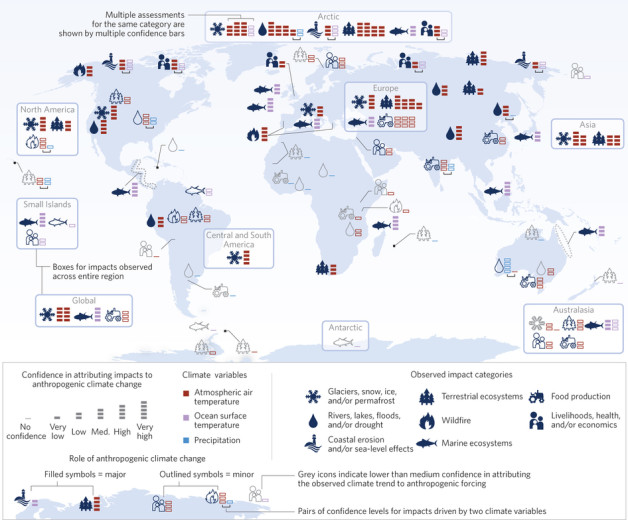 Multiple assessments
for the same category are
shown by multiple confidence bars
Arctic
North America
Europe
Asia
Small Islands
Central and South
America
Boxes for impacts observed
across entire region
Global
Antarctic
Australasia
Confidence in attributing impacts to
anthropogenic climate change
No
confidence
Very
low
Low
Med.
High
Very
high
Climate variables
Atmospheric air
temperature
Ocean surface
temperature
Precipitation
Observed impact categories
Glaciers, snow, ice,
and/or permafrost
Rivers, lakes, floods,
and/or drought
Coastal erosion
and/or sea-level effects
Terrestrial ecosystems
Wildfire
Marine ecosystems
Food production
Livelihoods, health,
and/or economics
Role of anthropogenic climate change
Filled symbols = major
Outlined symbols = minor
Grey icons indicate lower than medium confidence in attributing
the observed climate trend to anthropogenic forcing
Pairs of confidence levels for impacts driven by two climate variables